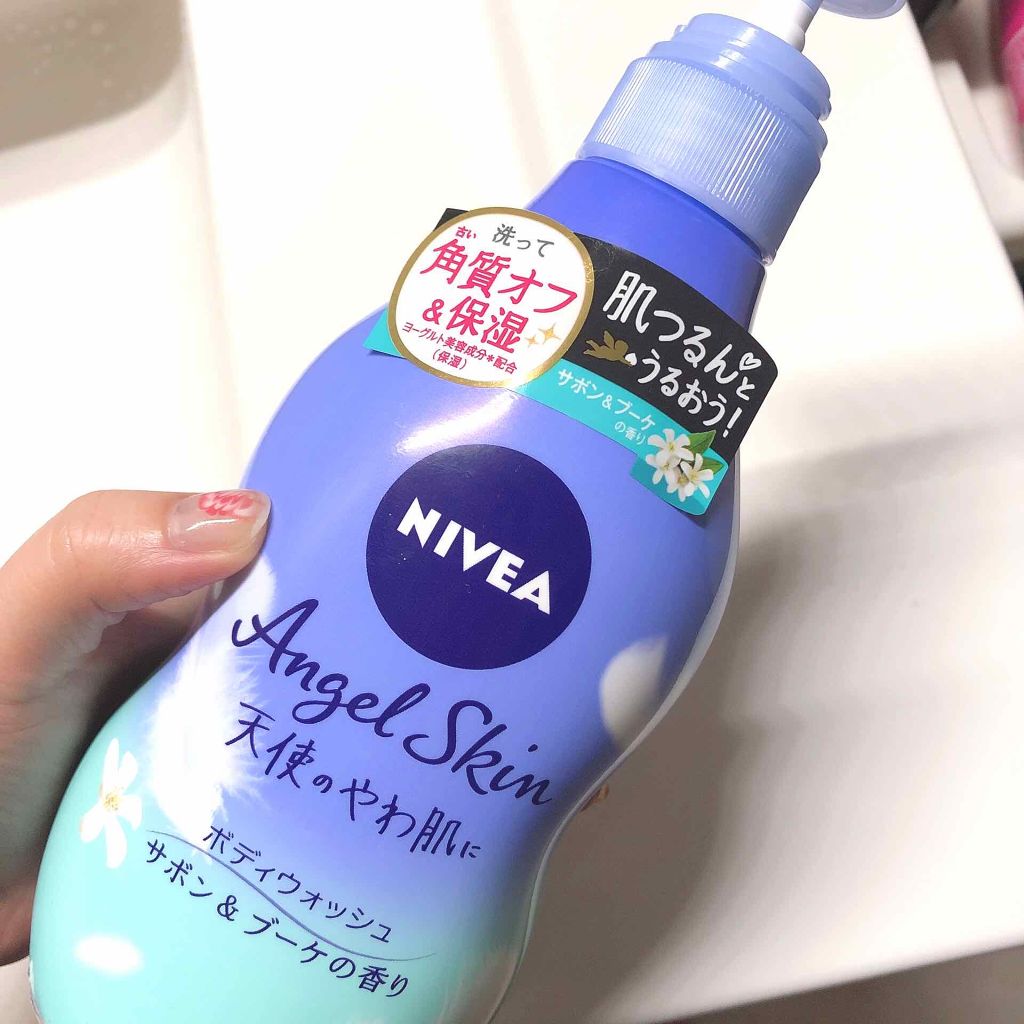 洗って
古い
角質オフ
&保湿
ヨーグルト美容成分*配合
(保湿)
肌つるんと
うるおう!
サボン&ブーケ
の香り
NIVEA
Angel Skin
天使のやわ肌に
ボディウォッシュ
サボン&ブーケの香り